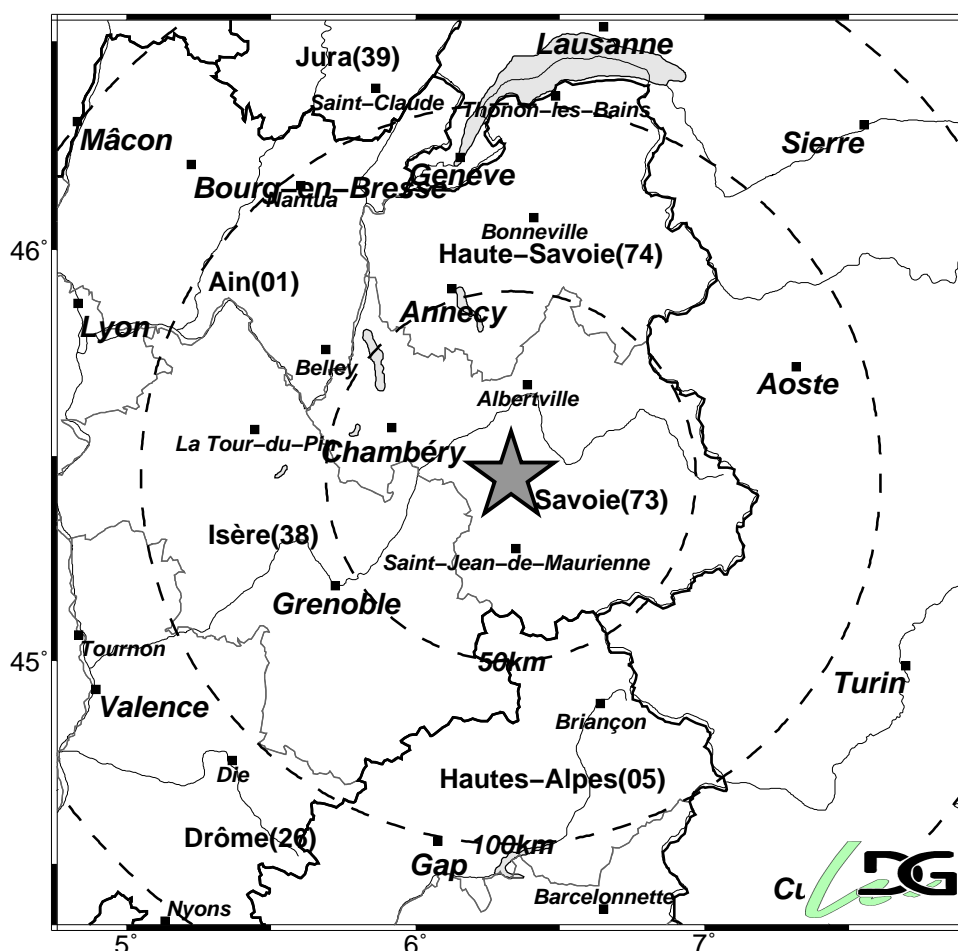 Lausanne
Jura(39)
Saint−Claude
Thonon−les−Bains
Mâcon
Sierre
Genève
Bourg−en−Bresse
Nantua
Bonneville
46°
Haute−Savoie(74)
Ain(01)
Annecy
Lyon
Belley
Aoste
Albertville
La Tour−du−Pin
Chambéry
Savoie(73)
Isère(38)
Saint−Jean−de−Maurienne
Grenoble
Tournon
45°
50km
Turin
Valence
Briançon
Die
Hautes−Alpes(05)
Drôme(26)
100km
Gap
Cu
DG
Barcelonnette
Nyons
5°
6°
7°